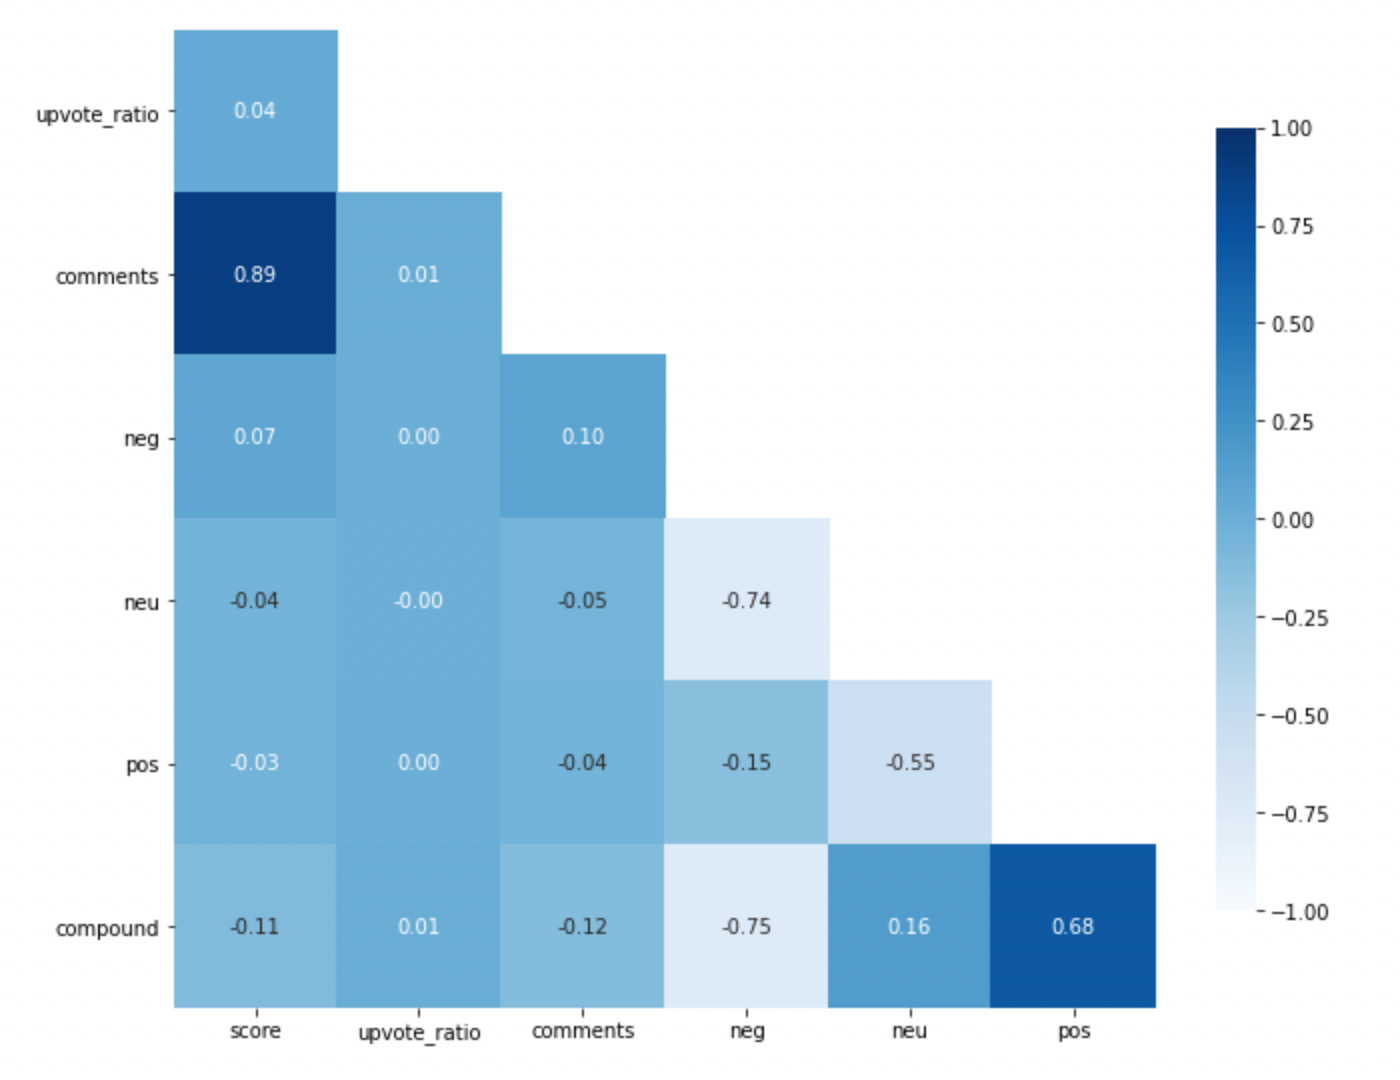 upvote_ratio 0.04
1.00
0.75
comments 0.89 0.01
0.50
0.25
neg 0.07 0.00 0.10
0.00
neu -0.04 -0.00 -0.05 -0.74
−0.25
−0.50
pos -0.03 0.00 -0.04 -0.15 -0.55
−0.75
−1.00
compound -0.11 0.01 -0.12 -0.75 0.16 0.68
score upvote_ratio comments neg neu pos